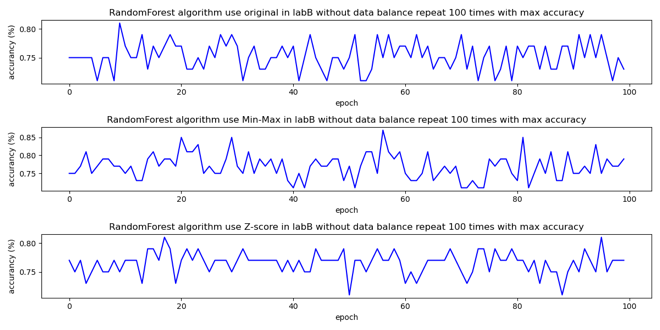 RandomForest algorithm use original in labB without data balance repeat 100 times with max accuracy
0.80
0.75
accurancy (%)
0 20 40 60 80 100
epoch
RandomForest algorithm use Min-Max in labB without data balance repeat 100 times with max accuracy
0.85
0.80
0.75
accurancy (%)
0 20 40 60 80 100
epoch
RandomForest algorithm use Z-score in labB without data balance repeat 100 times with max accuracy
0.80
0.75
accurancy (%)
0 20 40 60 80 100
epoch